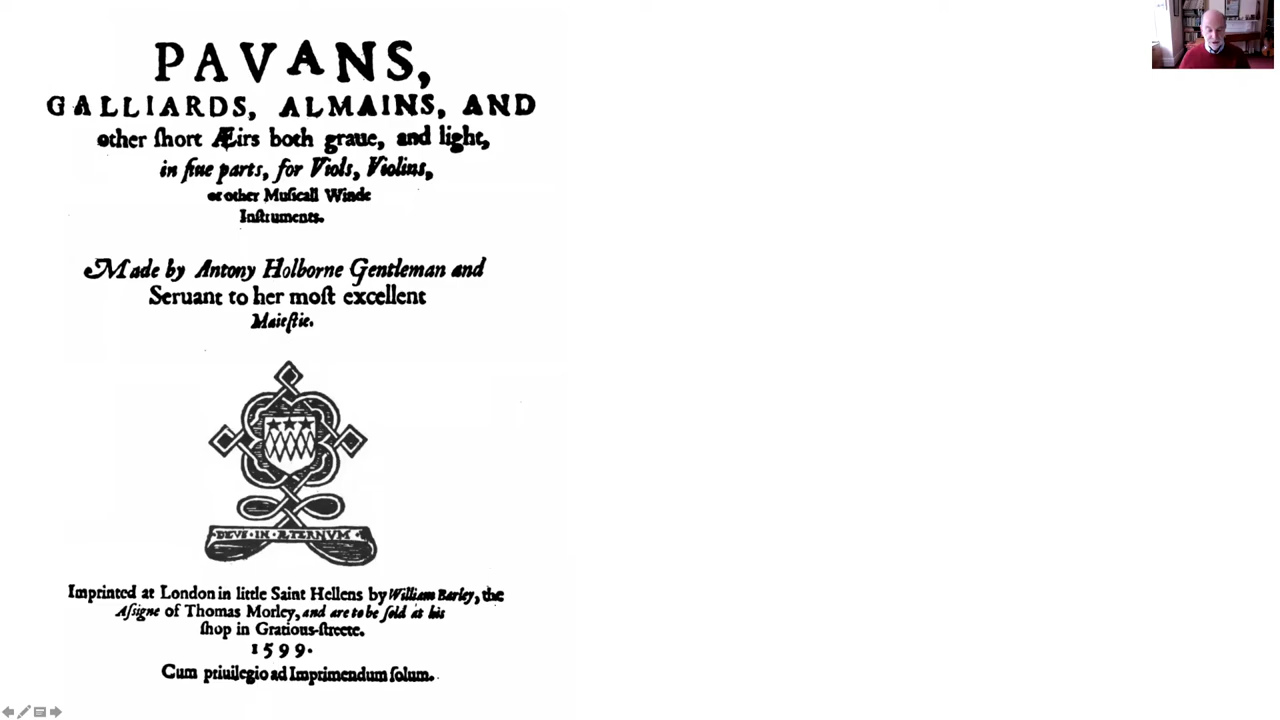 PAVANS,
GALLIARDS, ALMAINS, AND
other ſhort Æirs both graue, and light,
in fiue parts, for Viols, Violins,
or other Muſicall Winde
Inſtruments.
Made by Antony Holborne Gentleman and
Seruant to her moſt excellent
Maieſtie.
DEVS·IN·ÆTERNVM·
Imprinted at London in little Saint Hellens by William Barley, the
Aſsigne of Thomas Morley, and are to be ſold at his
ſhop in Gratious-ſtreete.
1599.
Cum priuilegio ad Imprimendum ſolum.